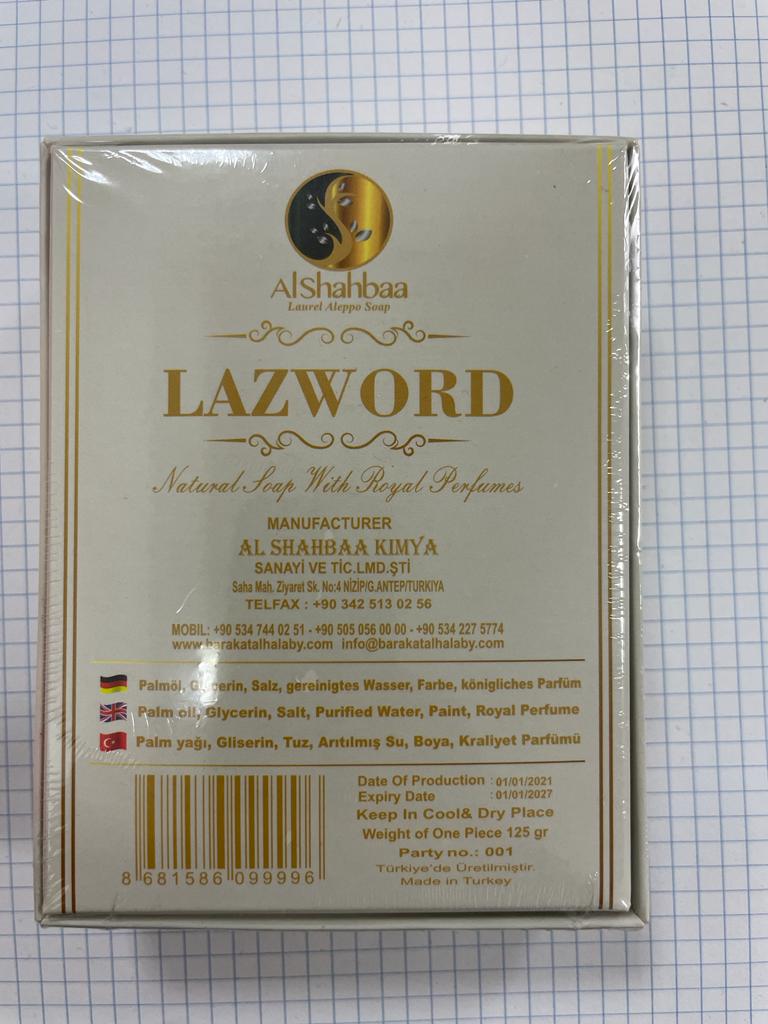 AlShahbaa
Laurel Aleppo Soap
LAZWORD
Natural Soap With Royal Perfumes
MANUFACTURER
AL SHAHBAA KIMYA
SANAYİ VE TİC.LMD.ŞTİ
Saha Mah. Ziyaret Sk. No:4 NİZİP/G.ANTEP/TURKIYA
TELFAX : +90 342 513 02 56
MOBIL: +90 534 744 02 51 - +90 505 056 00 00 - +90 534 227 5774
www.barakatalhalaby.com info@barakatalhalaby.com
Palmöl, Glycerin, Salz, gereinigtes Wasser, Farbe, königliches Parfüm
Palm oil, Glycerin, Salt, Purified Water, Paint, Royal Perfume
Palm yağı, Gliserin, Tuz, Arıtılmış Su, Boya, Kraliyet Parfümü
Date Of Production : 01/01/2021
Expiry Date : 01/01/2027
Keep In Cool& Dry Place
Weight of One Piece 125 gr
Party no.: 001
Türkiye'de Üretilmiştir.
Made in Turkey
8 681586 099996